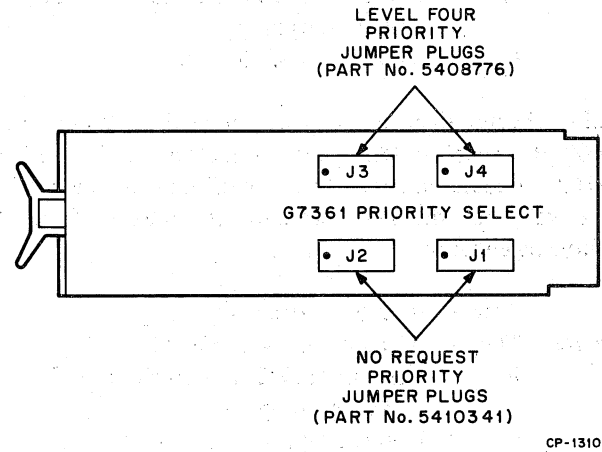 LEVEL FOUR
PRIORITY
JUMPER PLUGS
(PART No. 5408776)
J3 J4
G7361 PRIORITY SELECT
J2 J1
NO REQUEST
PRIORITY
JUMPER PLUGS
(PART No. 5410341)
CP-1310